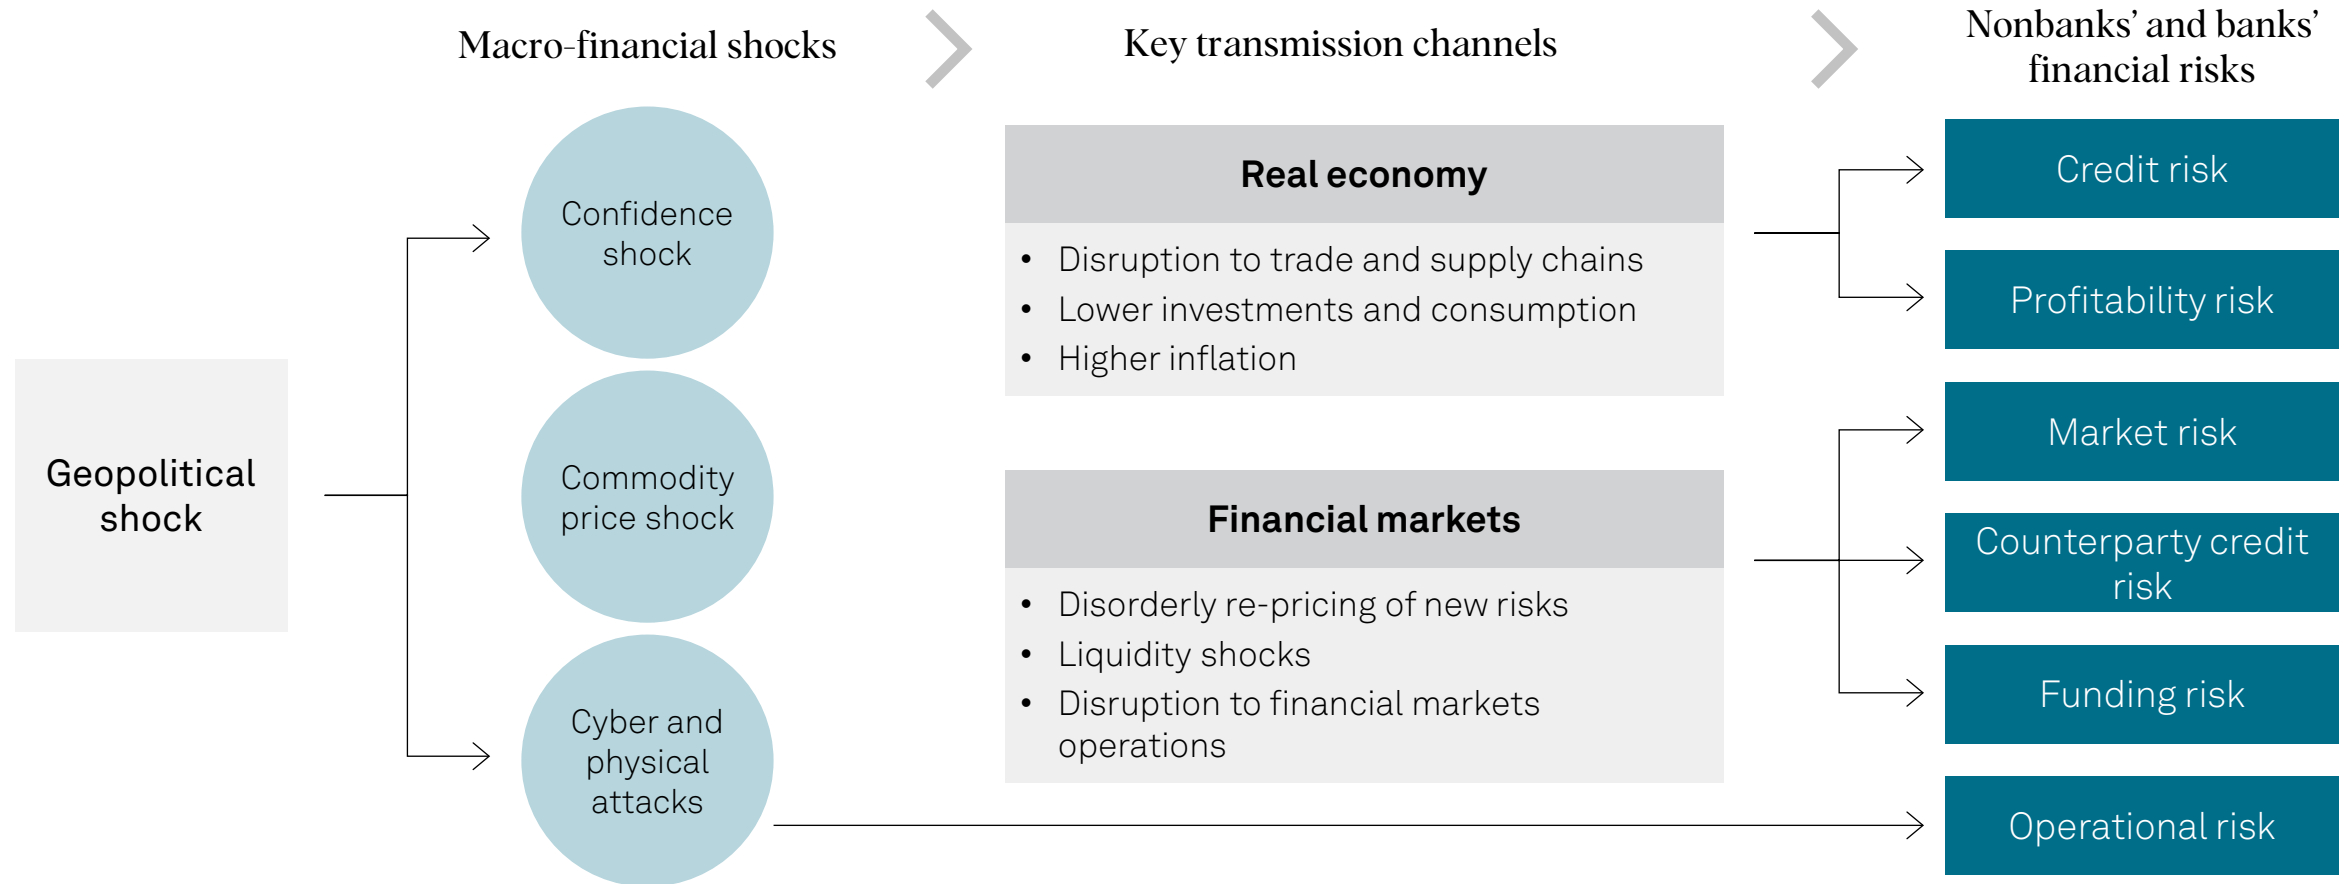 Macro-financial shocks
Key transmission channels
Nonbanks’ and banks’
financial risks
Geopolitical
shock
Confidence
shock
Commodity
price shock
Cyber and
physical
attacks
Real economy
• Disruption to trade and supply chains
• Lower investments and consumption
• Higher inflation
Financial markets
• Disorderly re-pricing of new risks
• Liquidity shocks
• Disruption to financial markets
operations
Credit risk
Profitability risk
Market risk
Counterparty credit
risk
Funding risk
Operational risk